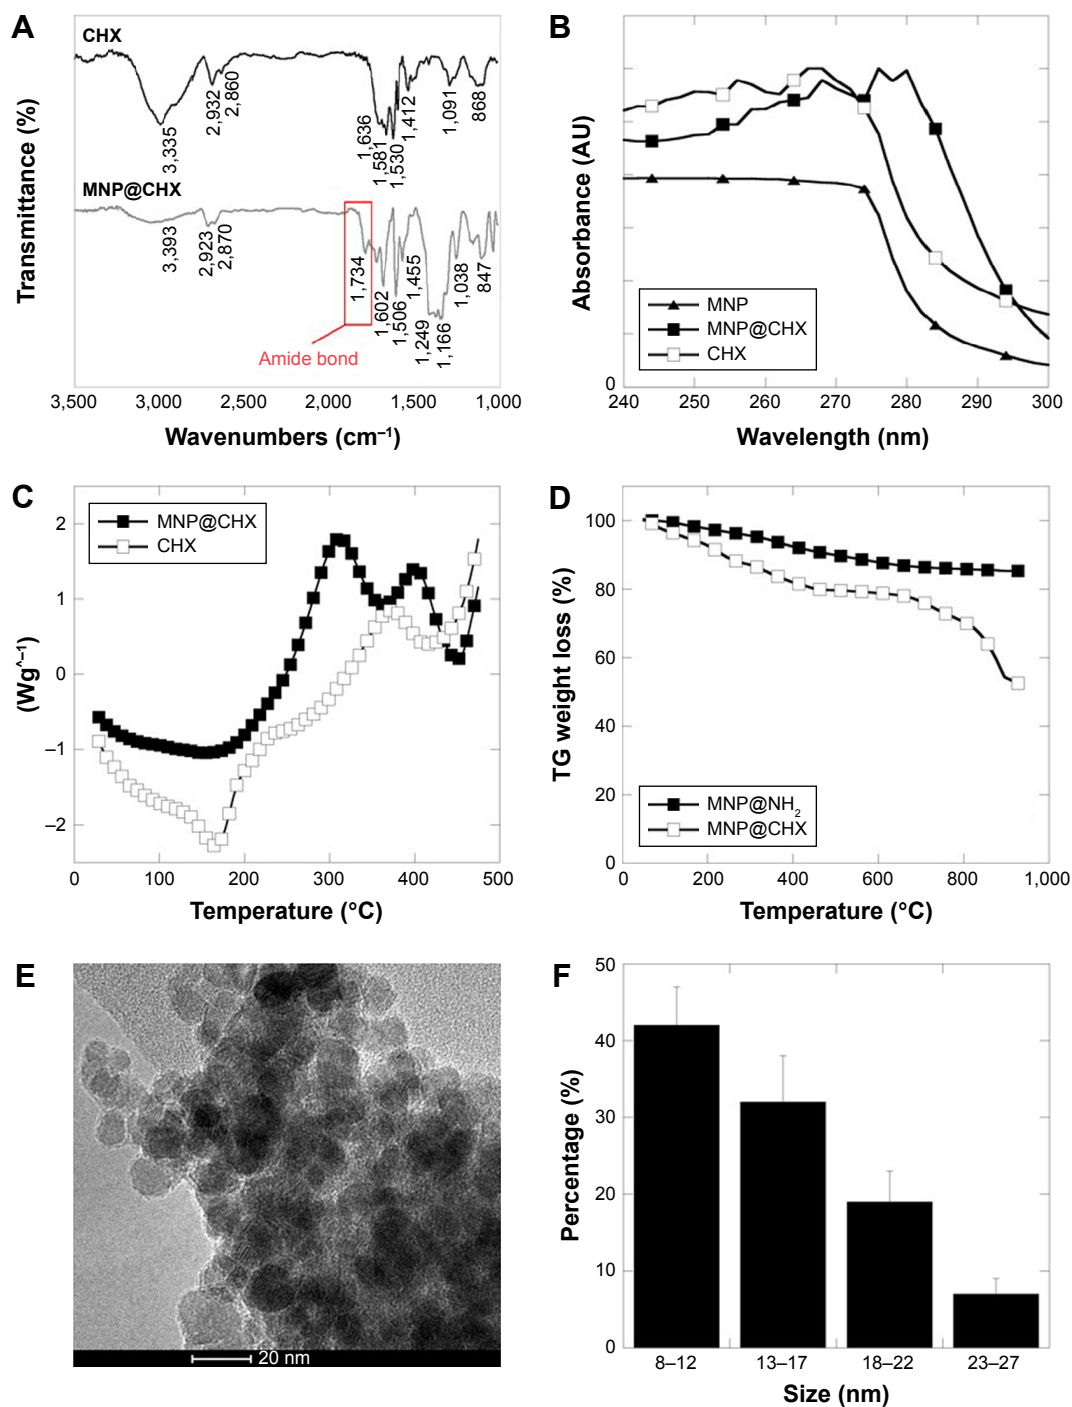 A
CHX
2,932
2,860
3,335
1,636
1,581
1,530
1,412
1,091
868
MNP@CHX
3,393
2,923
2,870
1,734
1,602
1,506
1,455
1,249
1,166
1,038
847
Amide bond
Transmittance (%)
3,500
3,000
2,500
2,000
1,500
1,000
Wavenumbers (cm⁻¹)
B
Absorbance (AU)
MNP
MNP@CHX
CHX
0
240
250
260
270
280
290
300
Wavelength (nm)
C
MNP@CHX
CHX
(Wg^−1)
2
1
0
−1
−2
0
100
200
300
400
500
Temperature (°C)
D
TG weight loss (%)
100
80
60
40
20
0
MNP@NH₂
MNP@CHX
0
200
400
600
800
1,000
Temperature (°C)
E
20 nm
F
Percentage (%)
50
40
30
20
10
0
8–12
13–17
18–22
23–27
Size (nm)